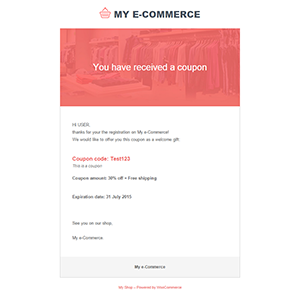 MY E-COMMERCE
You have received a coupon
Hi USER,
thanks for your the registration on My e-Commerce!
We would like to offer you this coupon as a welcome gift:
Coupon code: Test123
This is a coupon
Coupon amount: 30% off + Free shipping
Expiration date: 31 July 2015
See you on our shop,
My e-Commerce
My e-Commerce
My Shop – Powered by WooCommerce